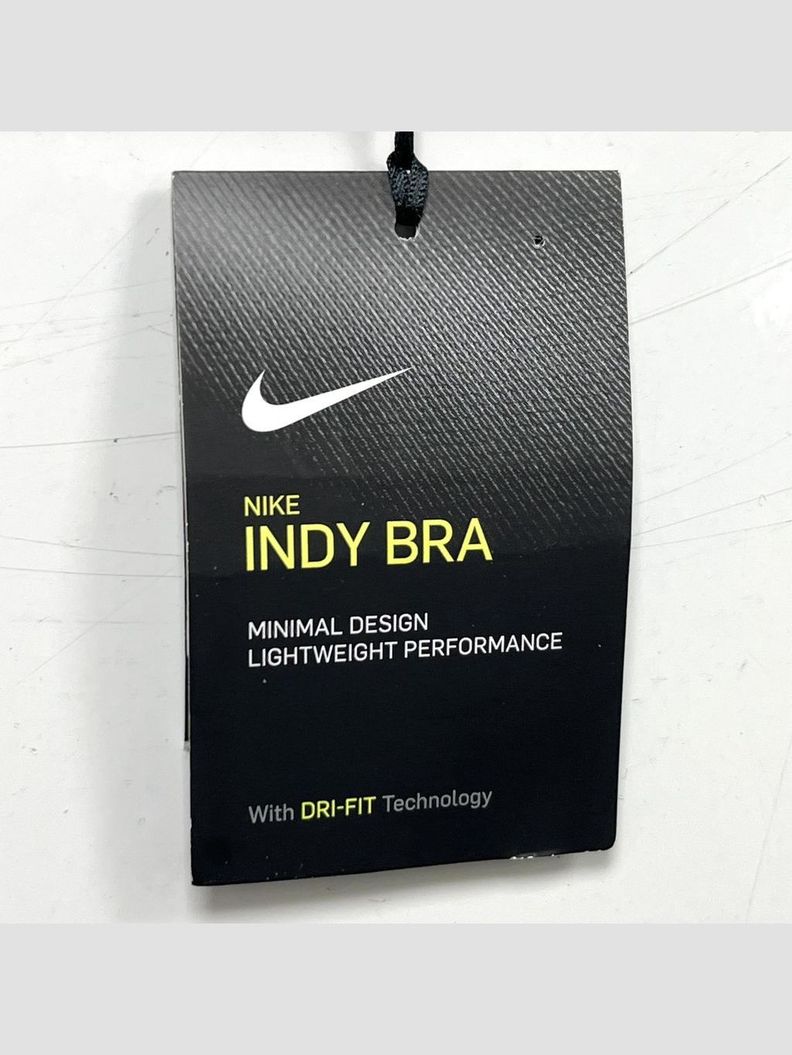 NIKE
INDY BRA
MINIMAL DESIGN
LIGHTWEIGHT PERFORMANCE
With DRI-FIT Technology